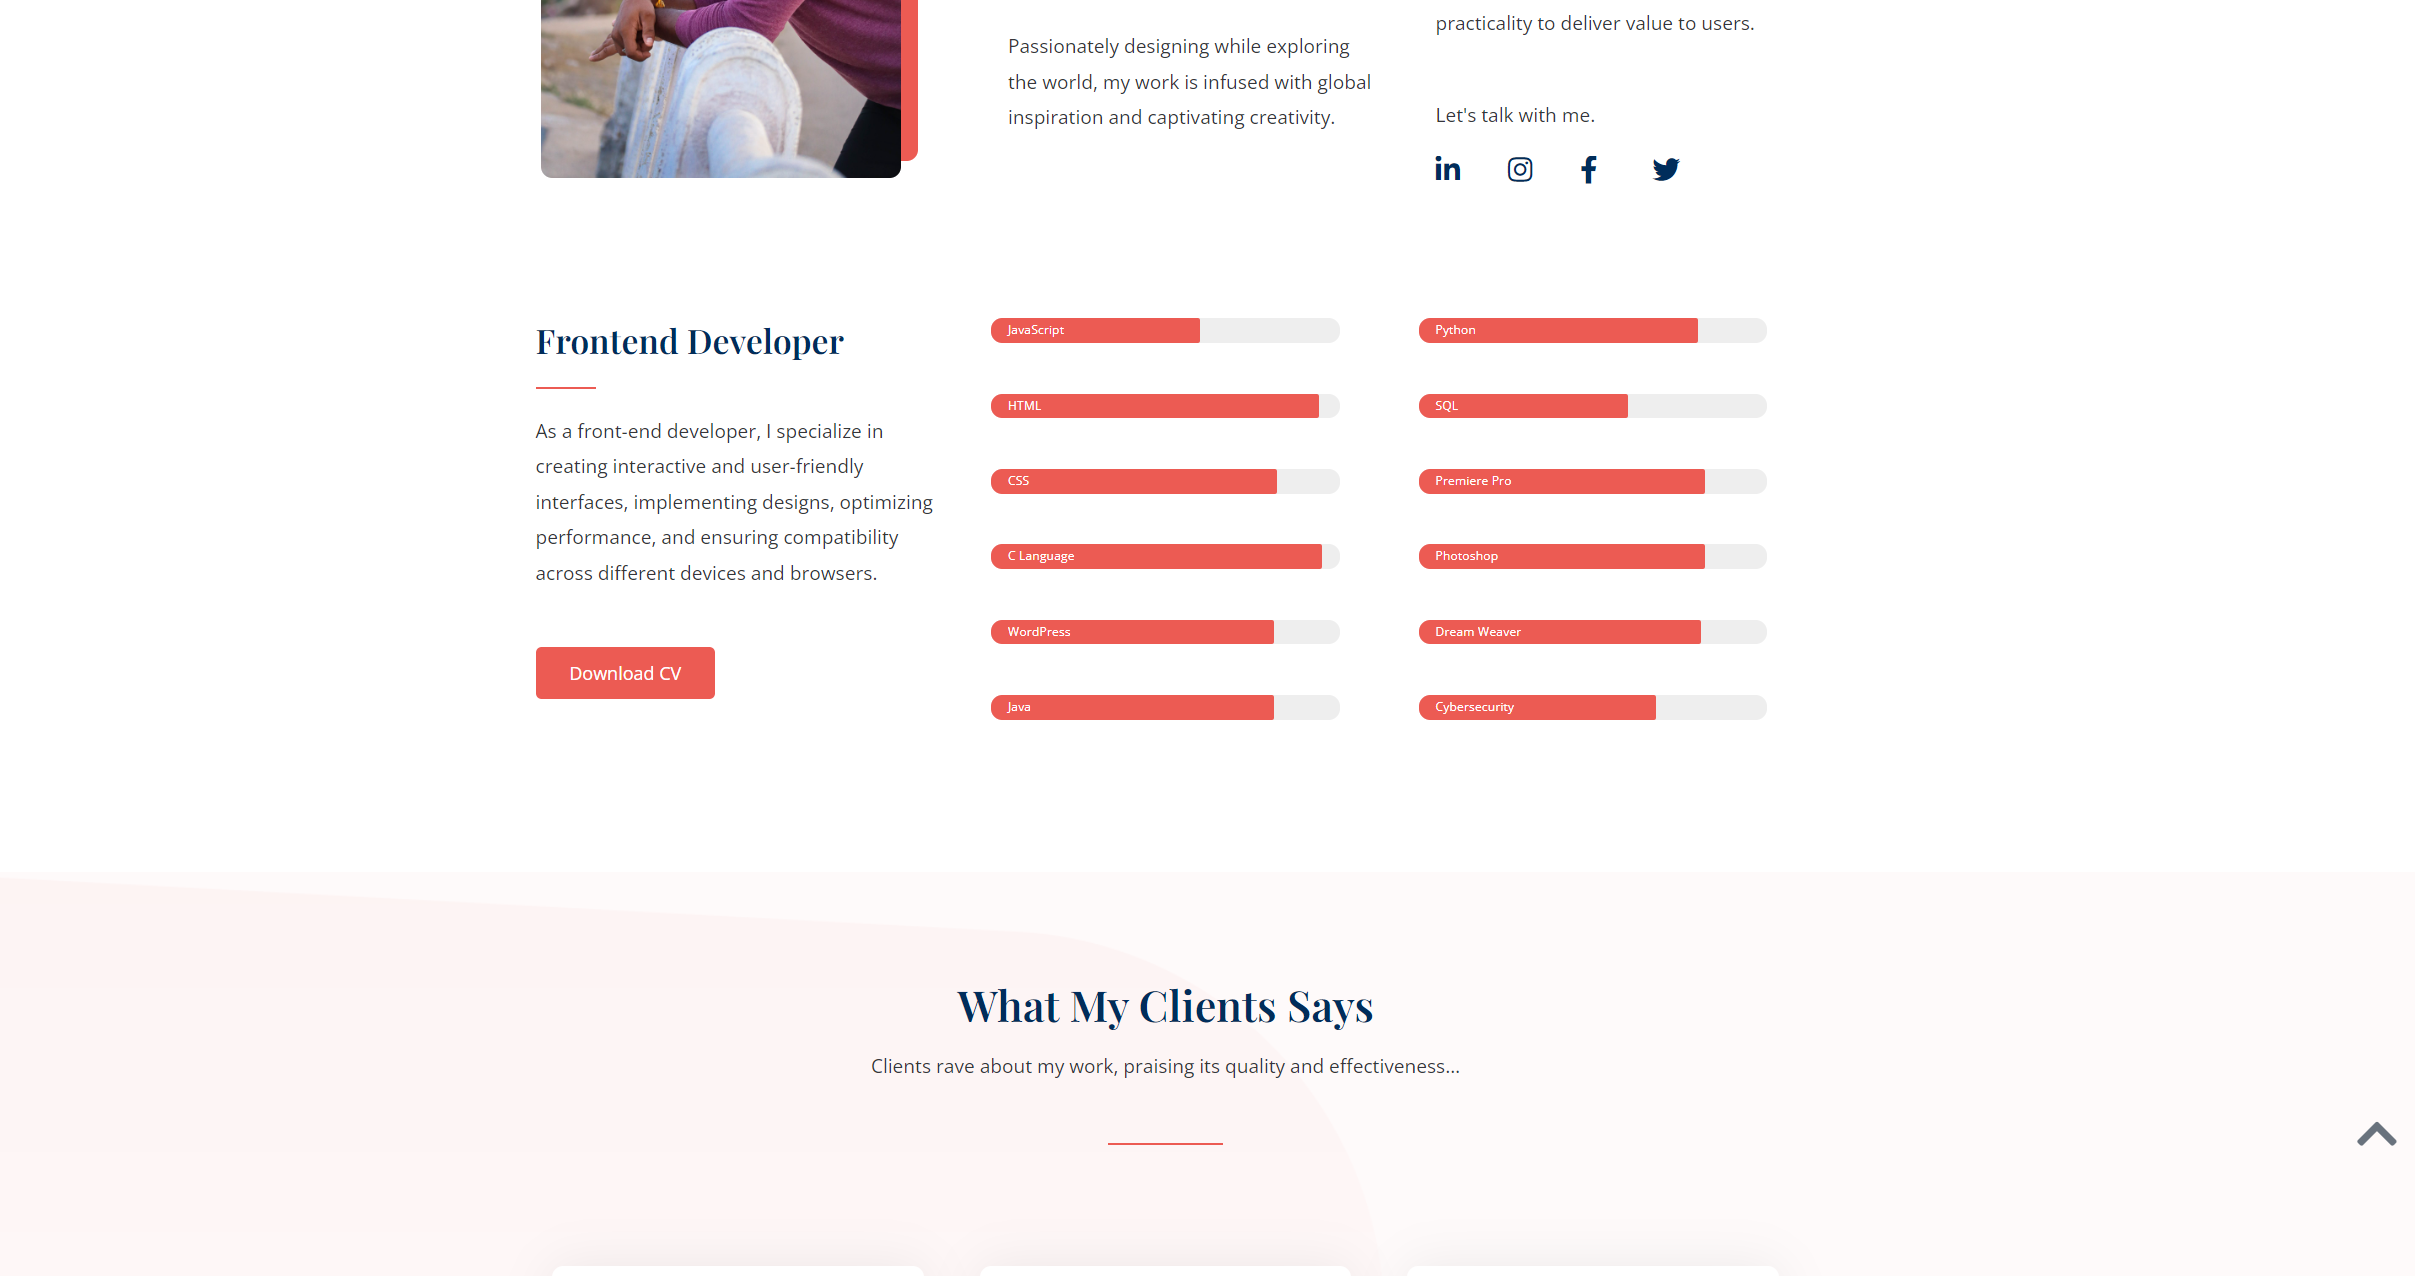 Passionately designing while exploring
the world, my work is infused with global
inspiration and captivating creativity.
practicality to deliver value to users.
Let's talk with me.
Frontend Developer
As a front-end developer, I specialize in
creating interactive and user-friendly
interfaces, implementing designs, optimizing
performance, and ensuring compatibility
across different devices and browsers.
Download CV
JavaScript
HTML
CSS
C Language
WordPress
Java
Python
SQL
Premiere Pro
Photoshop
Dream Weaver
Cybersecurity
What My Clients Says
Clients rave about my work, praising its quality and effectiveness...